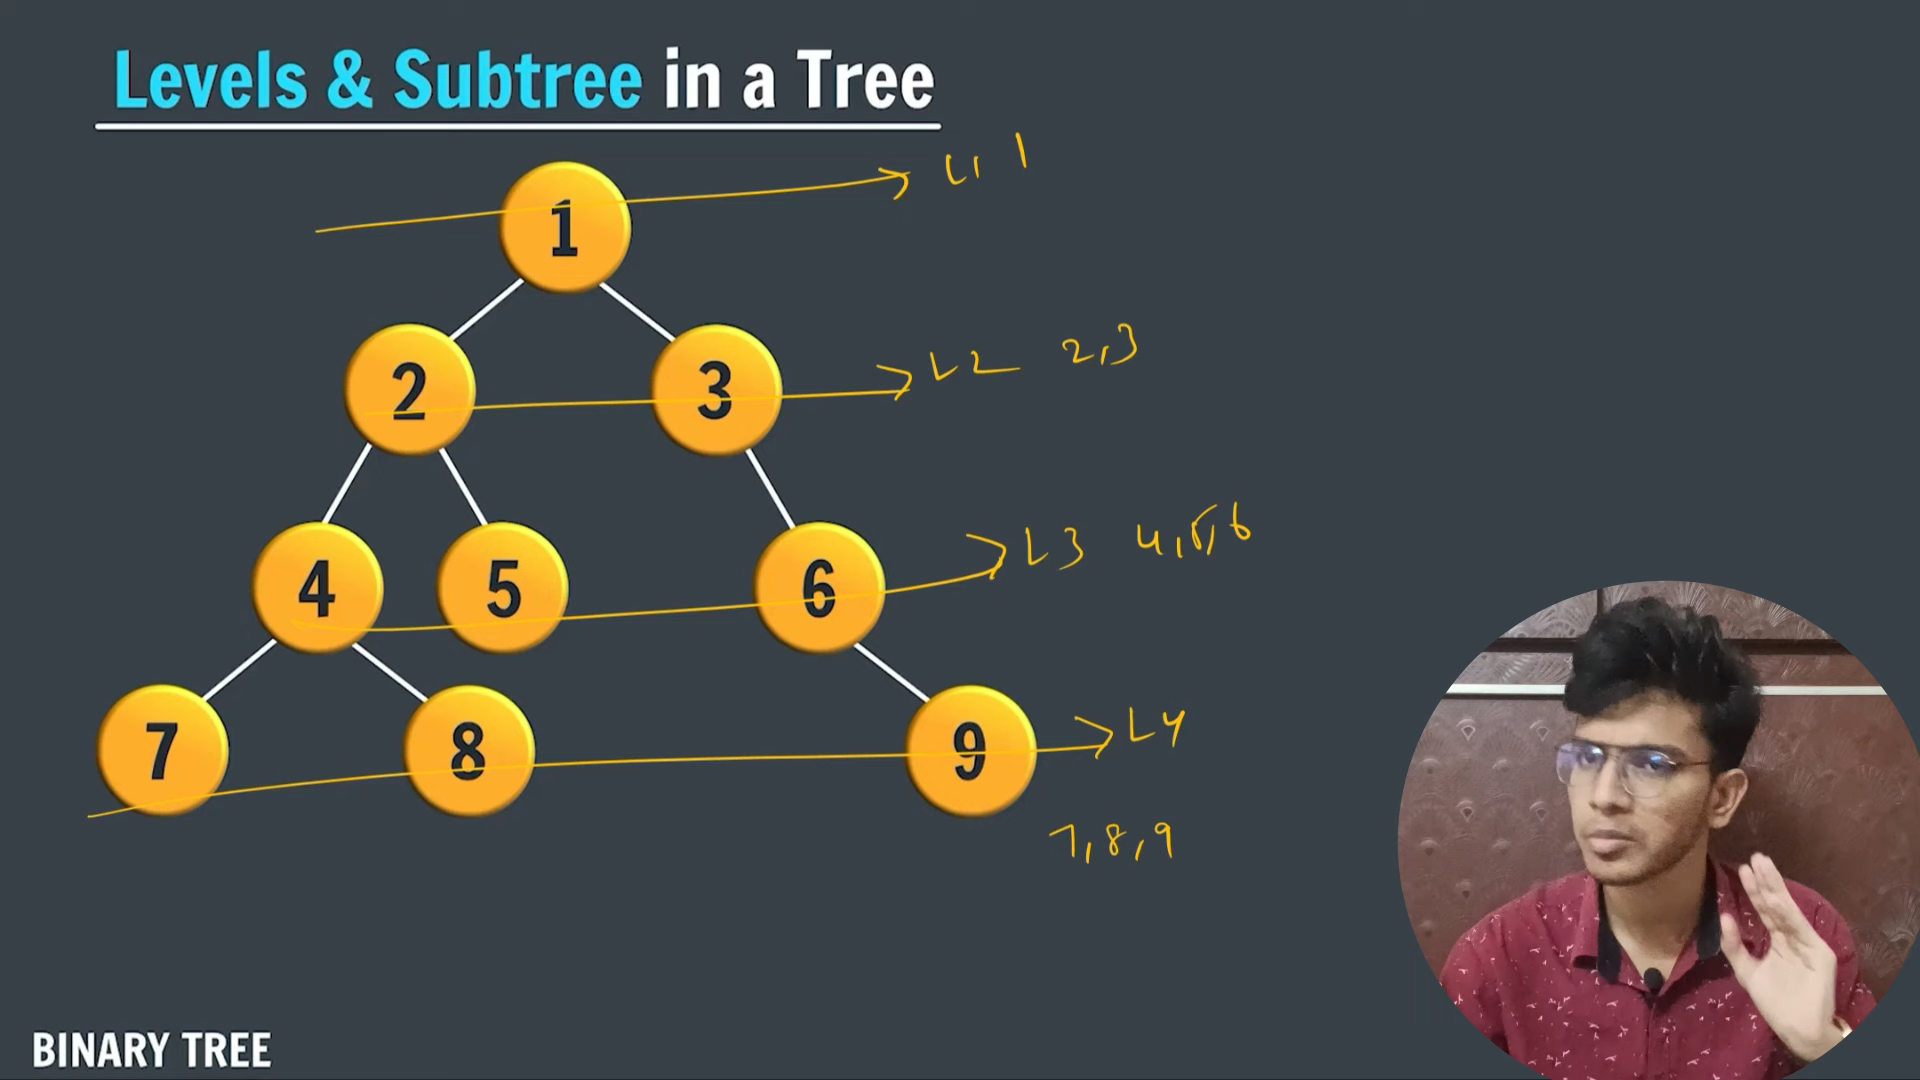 Levels & Subtree in a Tree
L1 1
1
2 3
L2 2,3
4 5 6
L3 4,5,6
7 8 9
L4
7,8,9
BINARY TREE